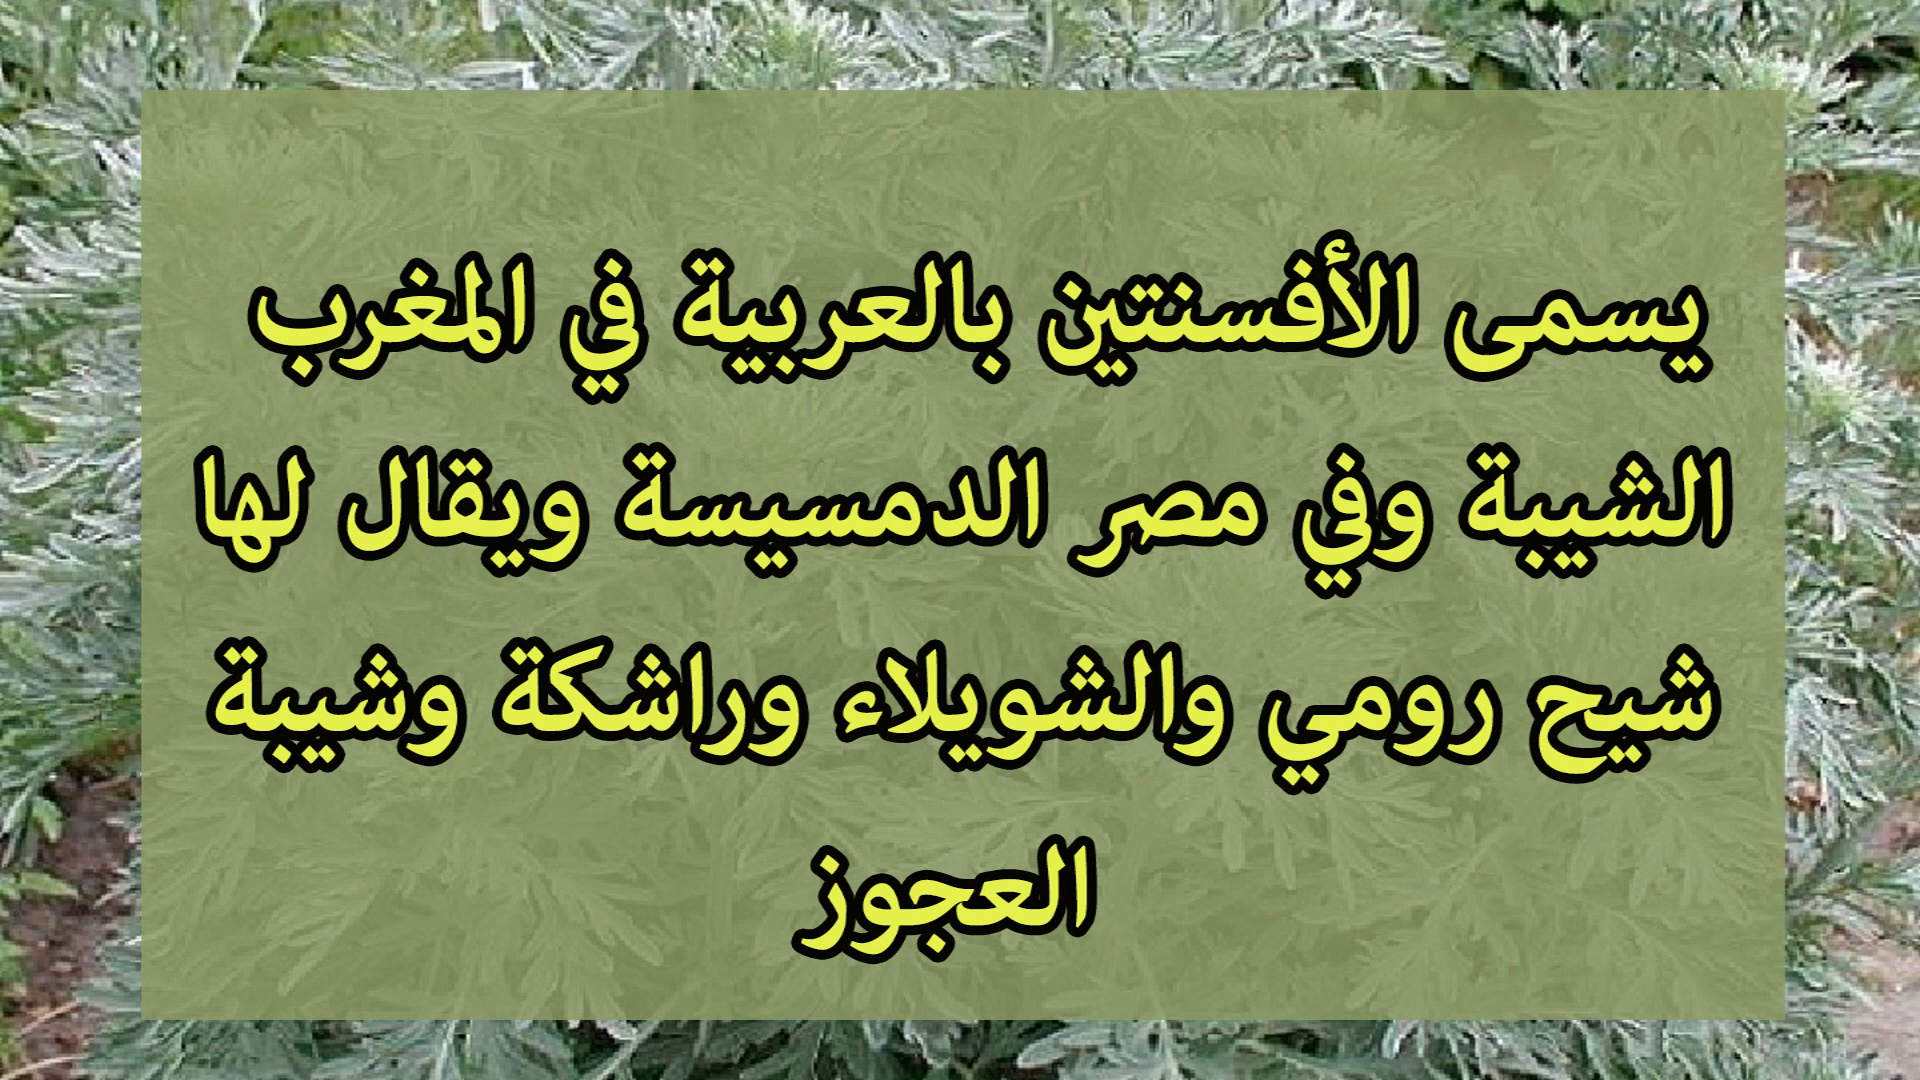 يسمى الأفسنتين بالعربية في المغرب
الشيبة وفي مصر الدمسيسة ويقال لها
شيح رومي والشويلاء وراشكة وشيبة
العجوز